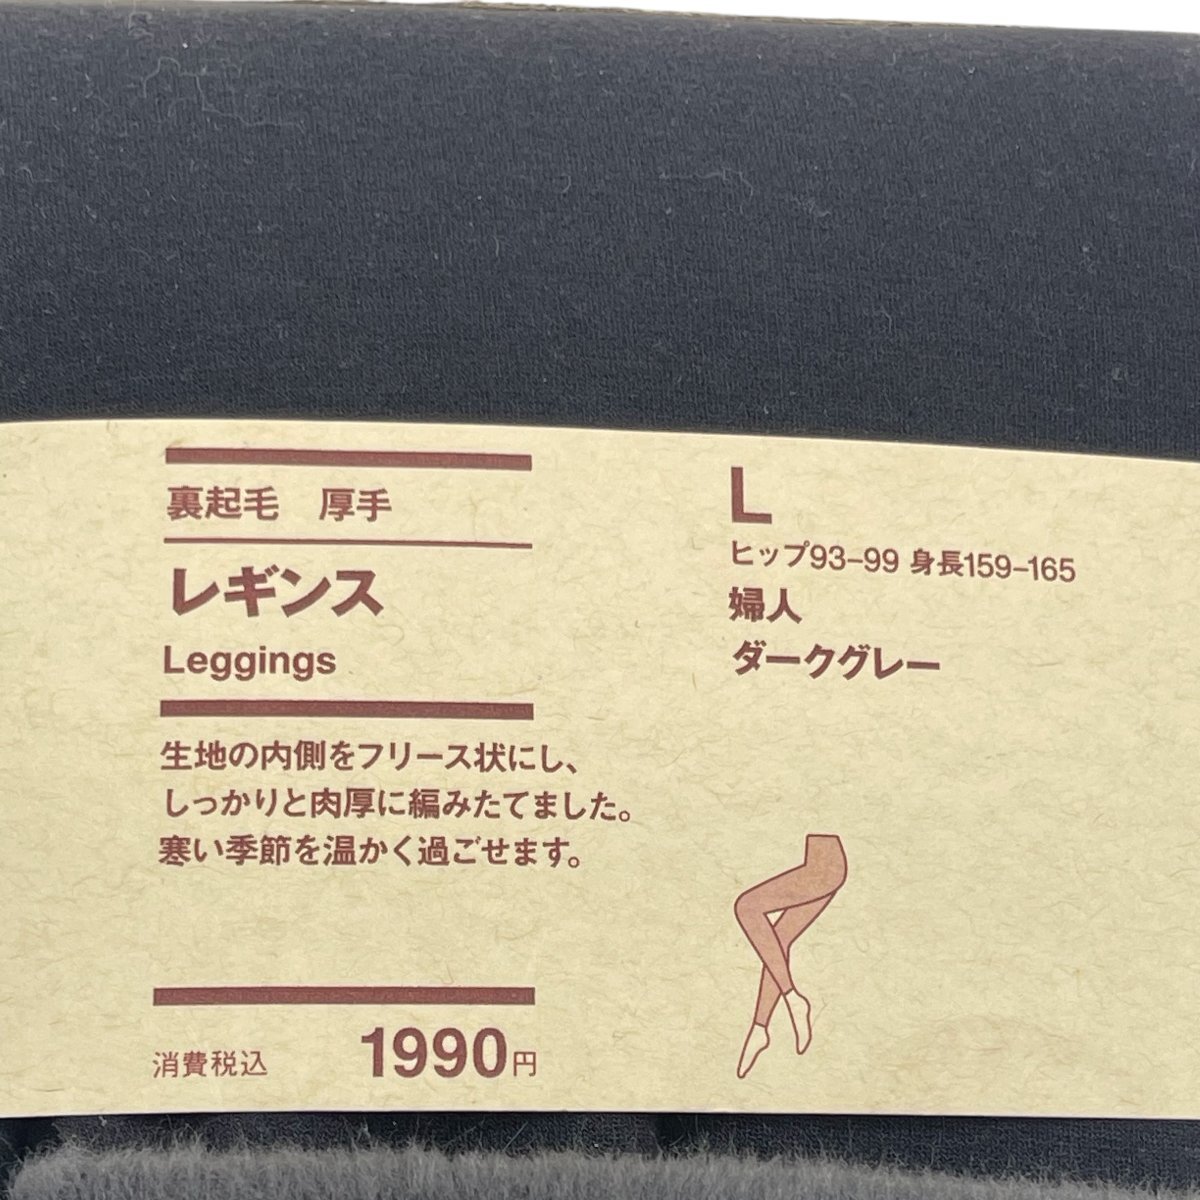 裏起毛　厚手
レギンス
Leggings
生地の内側をフリース状にし、
しっかりと肉厚に編みたてました。
寒い季節を温かく過ごせます。
消費税込 1990円
L
ヒップ93–99 身長159–165
婦人
ダークグレー